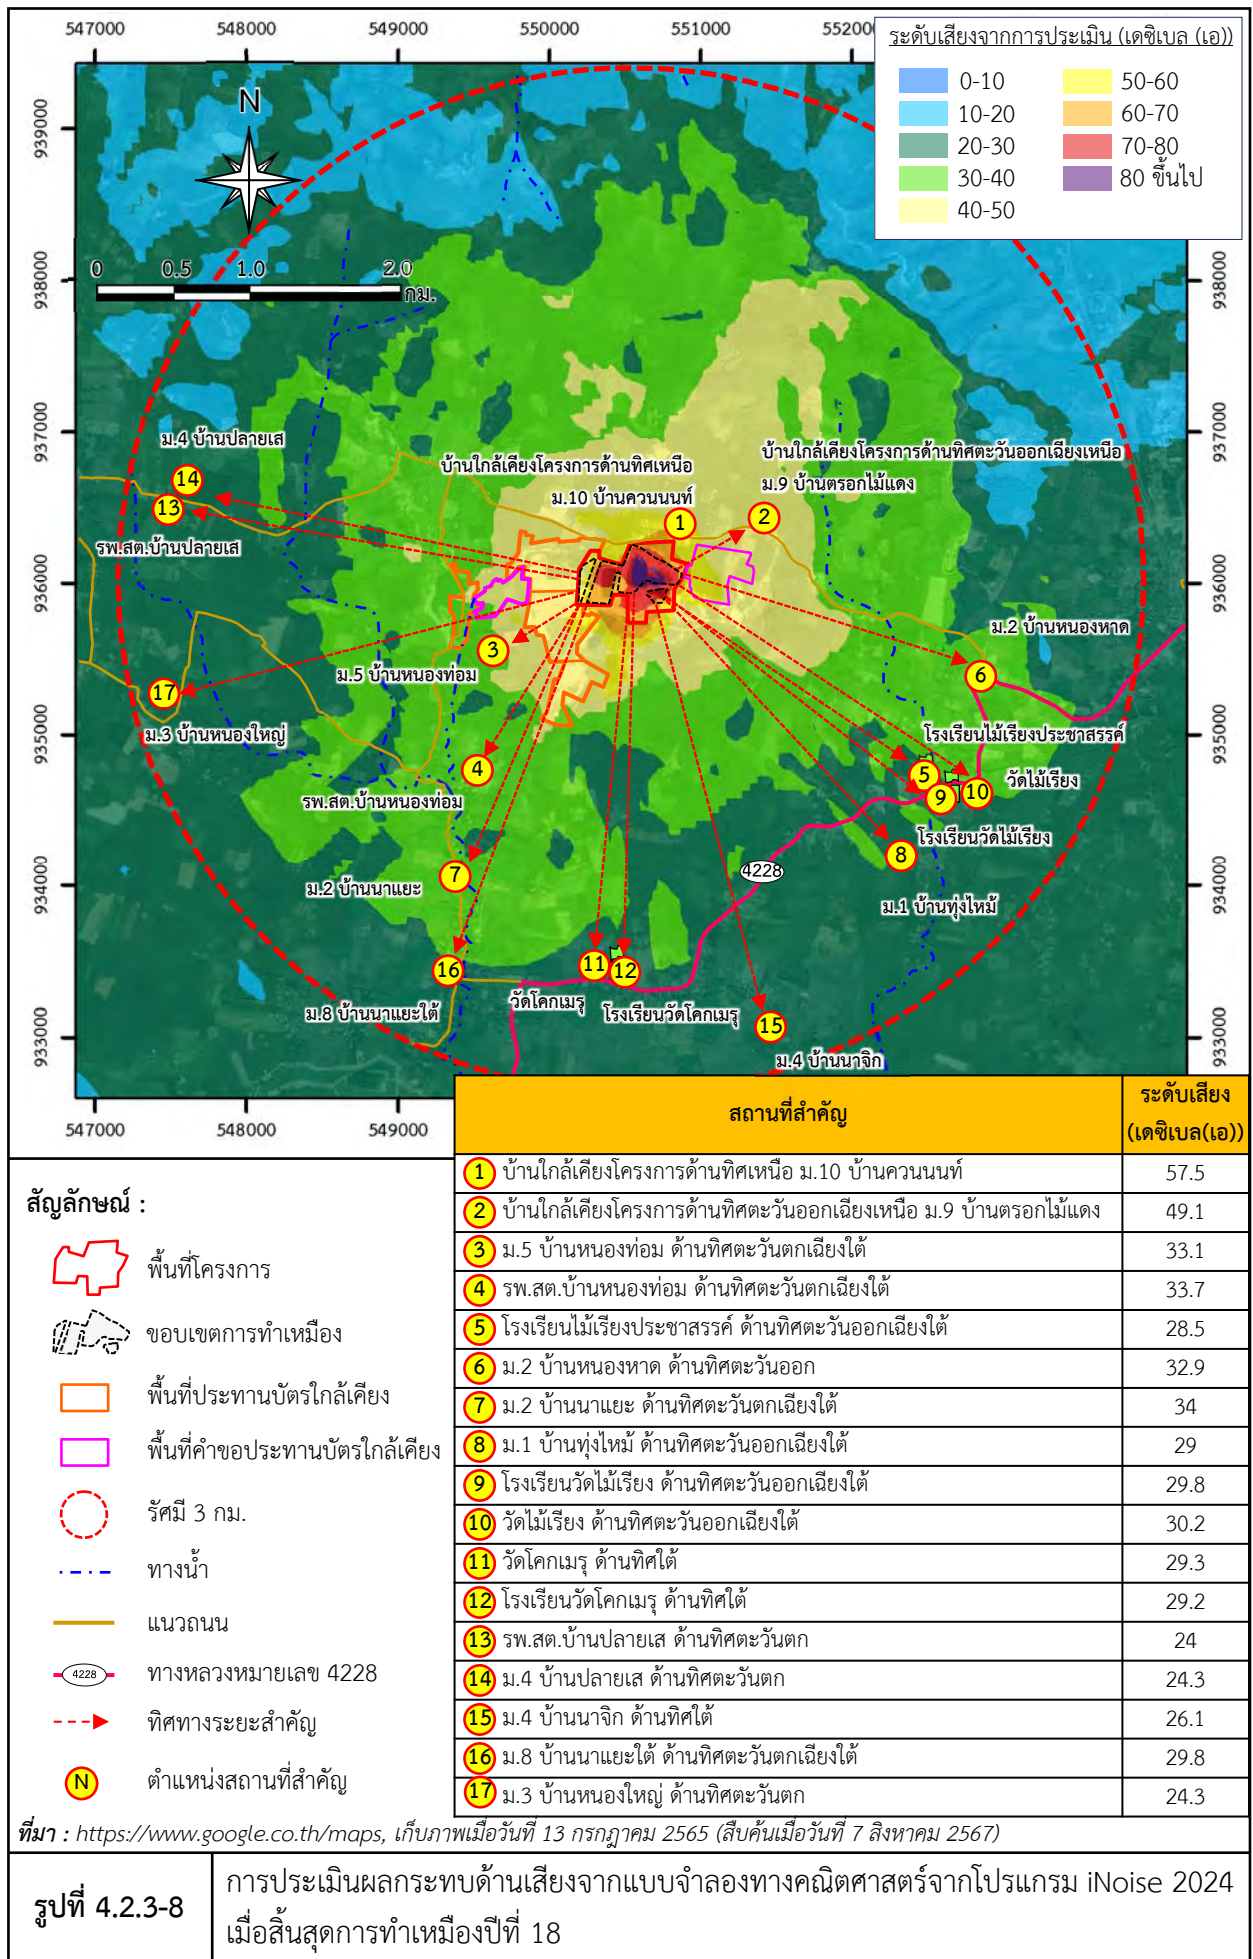 547000 548000 549000 550000 551000 55200
ระดับเสียงจากการประเมิน (เดซิเบล (เอ))
0-10 50-60
10-20 60-70
20-30 70-80
30-40 80 ขึ้นไป
40-50
N
0 0.5 1.0 2.0
กม.
939000
938000 938000
937000 937000
936000 936000
935000 935000
934000 934000
933000 933000
ม.4 บ้านปลายเส
14
13
รพ.สต.บ้านปลายเส
บ้านใกล้เคียงโครงการด้านทิศเหนือ
ม.10 บ้านควนนนท์
1
บ้านใกล้เคียงโครงการด้านทิศตะวันออกเฉียงเหนือ
ม.9 บ้านตรอกไม้แดง
2
ม.2 บ้านหนองหาด
6
3
ม.5 บ้านหนองท่อม
17
ม.3 บ้านหนองใหญ่
4
รพ.สต.บ้านหนองท่อม
โรงเรียนไม้เรียงประชาสรรค์
5
9
10
วัดไม้เรียง
โรงเรียนวัดไม้เรียง
8
4228
ม.1 บ้านทุ่งไหม้
7
ม.2 บ้านนาแยะ
16
ม.8 บ้านนาแยะใต้
11
12
วัดโคกเมรุ
โรงเรียนวัดโคกเมรุ
15
ม.4 บ้านนาจิก
547000 548000 549000
สถานที่สำคัญ ระดับเสียง
(เดซิเบล(เอ))
1 บ้านใกล้เคียงโครงการด้านทิศเหนือ ม.10 บ้านควนนนท์ 57.5
2 บ้านใกล้เคียงโครงการด้านทิศตะวันออกเฉียงเหนือ ม.9 บ้านตรอกไม้แดง 49.1
3 ม.5 บ้านหนองท่อม ด้านทิศตะวันตกเฉียงใต้ 33.1
4 รพ.สต.บ้านหนองท่อม ด้านทิศตะวันตกเฉียงใต้ 33.7
5 โรงเรียนไม้เรียงประชาสรรค์ ด้านทิศตะวันออกเฉียงใต้ 28.5
6 ม.2 บ้านหนองหาด ด้านทิศตะวันออก 32.9
7 ม.2 บ้านนาแยะ ด้านทิศตะวันตกเฉียงใต้ 34
8 ม.1 บ้านทุ่งไหม้ ด้านทิศตะวันออกเฉียงใต้ 29
9 โรงเรียนวัดไม้เรียง ด้านทิศตะวันออกเฉียงใต้ 29.8
10 วัดไม้เรียง ด้านทิศตะวันออกเฉียงใต้ 30.2
11 วัดโคกเมรุ ด้านทิศใต้ 29.3
12 โรงเรียนวัดโคกเมรุ ด้านทิศใต้ 29.2
13 รพ.สต.บ้านปลายเส ด้านทิศตะวันตก 24
14 ม.4 บ้านปลายเส ด้านทิศตะวันตก 24.3
15 ม.4 บ้านนาจิก ด้านทิศใต้ 26.1
16 ม.8 บ้านนาแยะใต้ ด้านทิศตะวันตกเฉียงใต้ 29.8
17 ม.3 บ้านหนองใหญ่ ด้านทิศตะวันตก 24.3
สัญลักษณ์ :
พื้นที่โครงการ
ขอบเขตการทำเหมือง
พื้นที่ประทานบัตรใกล้เคียง
พื้นที่คำขอประทานบัตรใกล้เคียง
รัศมี 3 กม.
ทางน้ำ
แนวถนน
4228 ทางหลวงหมายเลข 4228
ทิศทางระยะสำคัญ
N ตำแหน่งสถานที่สำคัญ
ที่มา : https://www.google.co.th/maps, เก็บภาพเมื่อวันที่ 13 กรกฎาคม 2565 (สืบค้นเมื่อวันที่ 7 สิงหาคม 2567)
รูปที่ 4.2.3-8
การประเมินผลกระทบด้านเสียงจากแบบจำลองทางคณิตศาสตร์จากโปรแกรม iNoise 2024
เมื่อสิ้นสุดการทำเหมืองปีที่ 18